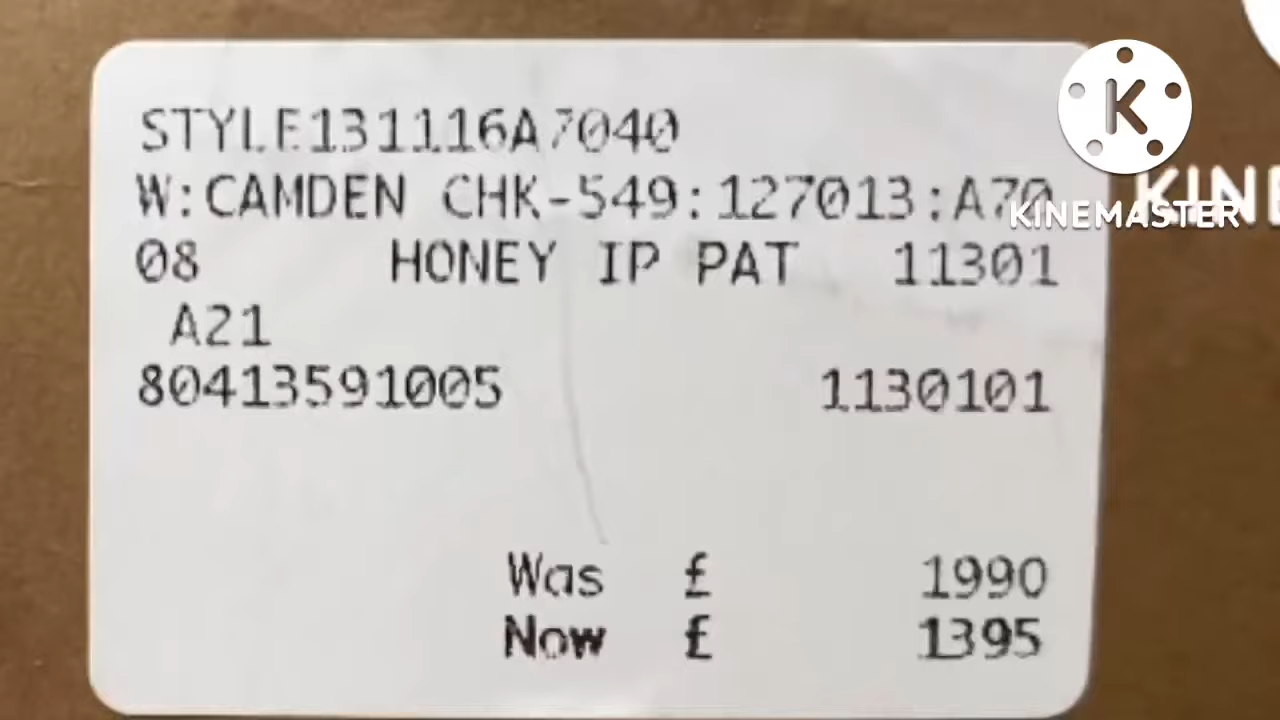 STYLE131116A7040
W:CAMDEN CHK-549:127013:A70
08 HONEY IP PAT 11301
A21
80413591005 1130101
Was £ 1990
Now £ 1395
K
KINEMASTER
KINE